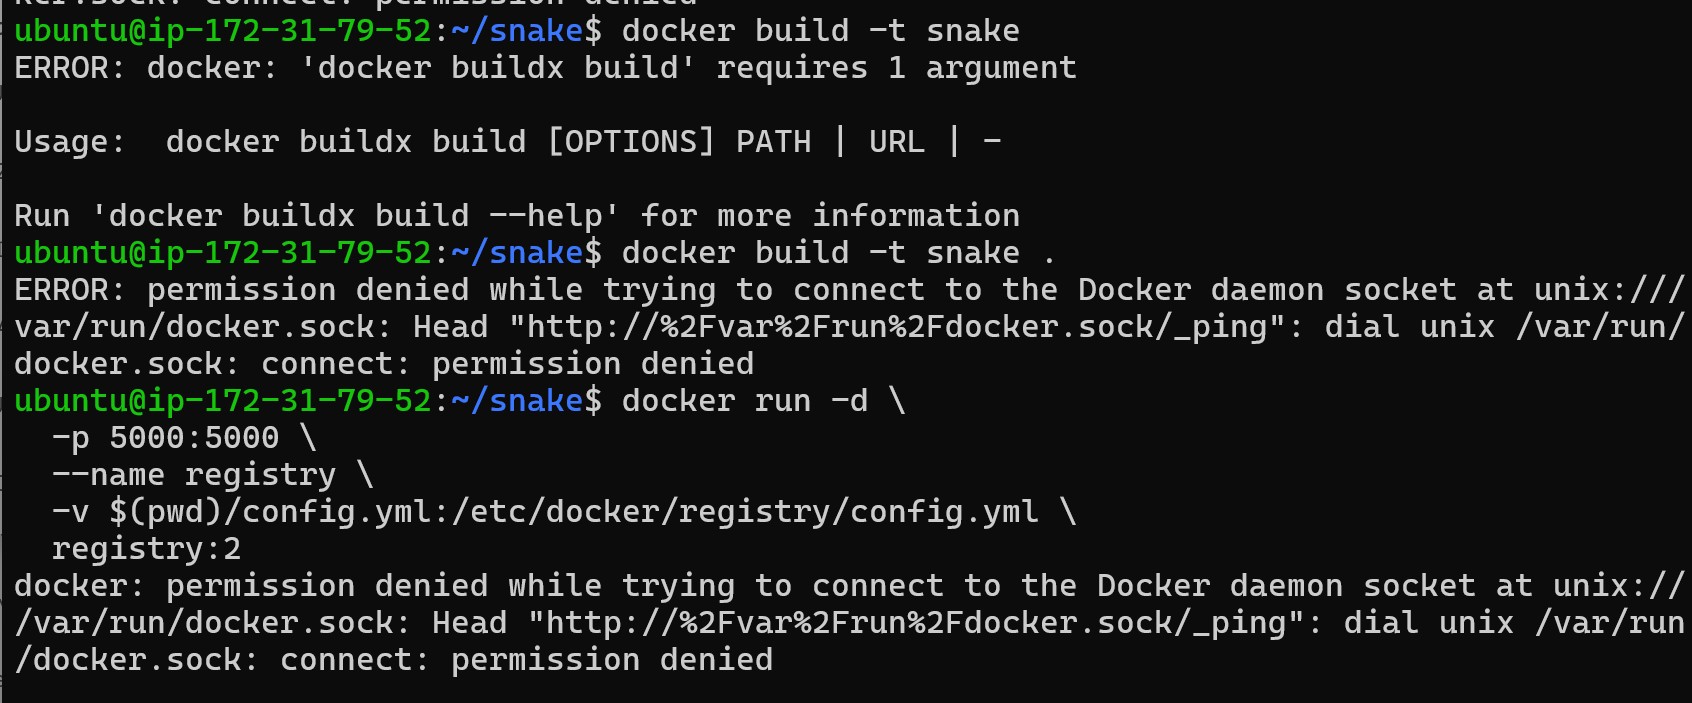 ker.sock: connect: permission denied
ubuntu@ip-172-31-79-52:~/snake$ docker build -t snake
ERROR: docker: 'docker buildx build' requires 1 argument
Usage:  docker buildx build [OPTIONS] PATH | URL | -
Run 'docker buildx build --help' for more information
ubuntu@ip-172-31-79-52:~/snake$ docker build -t snake .
ERROR: permission denied while trying to connect to the Docker daemon socket at unix:///
var/run/docker.sock: Head "http://%2Fvar%2Frun%2Fdocker.sock/_ping": dial unix /var/run/
docker.sock: connect: permission denied
ubuntu@ip-172-31-79-52:~/snake$ docker run -d \
  -p 5000:5000 \
  --name registry \
  -v $(pwd)/config.yml:/etc/docker/registry/config.yml \
  registry:2
docker: permission denied while trying to connect to the Docker daemon socket at unix://
/var/run/docker.sock: Head "http://%2Fvar%2Frun%2Fdocker.sock/_ping": dial unix /var/run
/docker.sock: connect: permission denied